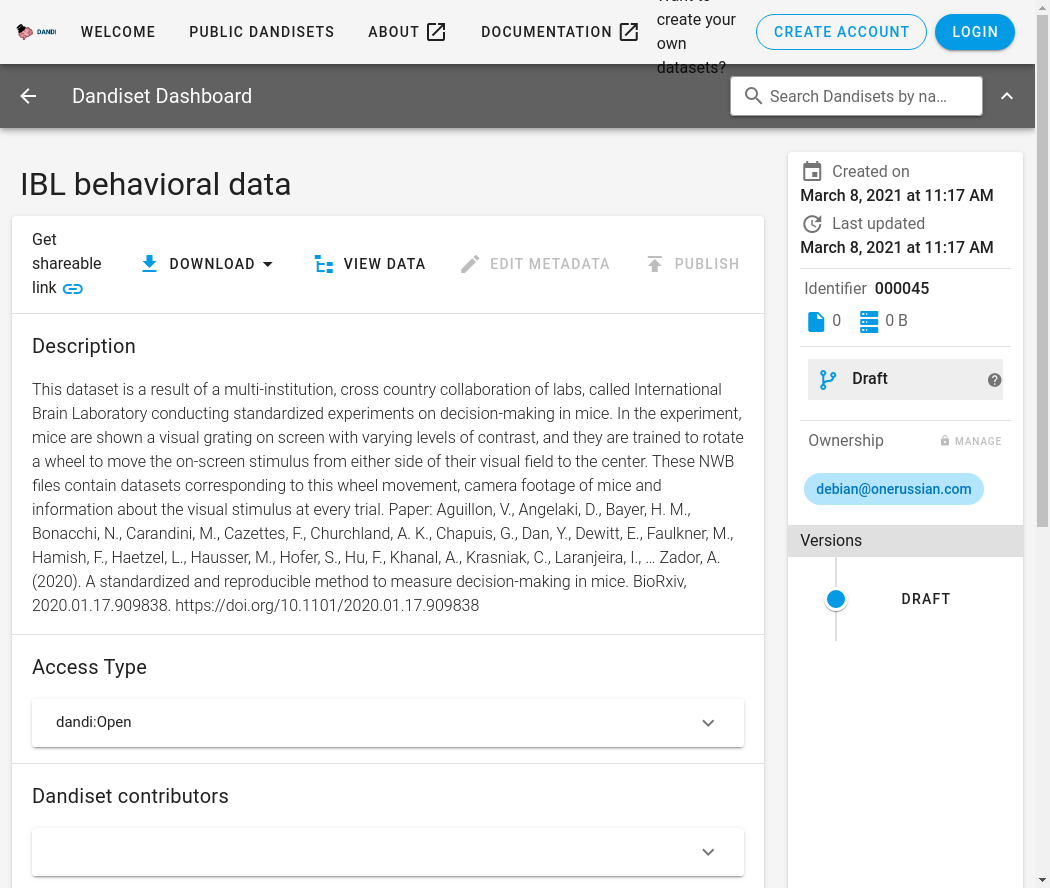 DANDI
WELCOME
PUBLIC DANDISETS
ABOUT
DOCUMENTATION
create your
own
datasets?
CREATE ACCOUNT
LOGIN
Dandiset Dashboard
Search Dandisets by na...
IBL behavioral data
Get
shareable
link
DOWNLOAD
VIEW DATA
EDIT METADATA
PUBLISH
Description
This dataset is a result of a multi-institution, cross country collaboration of labs, called International
Brain Laboratory conducting standardized experiments on decision-making in mice. In the experiment,
mice are shown a visual grating on screen with varying levels of contrast, and they are trained to rotate
a wheel to move the on-screen stimulus from either side of their visual field to the center. These NWB
files contain datasets corresponding to this wheel movement, camera footage of mice and
information about the visual stimulus at every trial. Paper: Aguillon, V., Angelaki, D., Bayer, H. M.,
Bonacchi, N., Carandini, M., Cazettes, F., Churchland, A. K., Chapuis, G., Dan, Y., Dewitt, E., Faulkner, M.,
Hamish, F., Haetzel, L., Hausser, M., Hofer, S., Hu, F., Khanal, A., Krasniak, C., Laranjeira, I., … Zador, A.
(2020). A standardized and reproducible method to measure decision-making in mice. BioRxiv,
2020.01.17.909838. https://doi.org/10.1101/2020.01.17.909838
Access Type
dandi:Open
Dandiset contributors
Created on
March 8, 2021 at 11:17 AM
Last updated
March 8, 2021 at 11:17 AM
Identifier 000045
0
0 B
Draft
Ownership
MANAGE
debian@onerussian.com
Versions
DRAFT